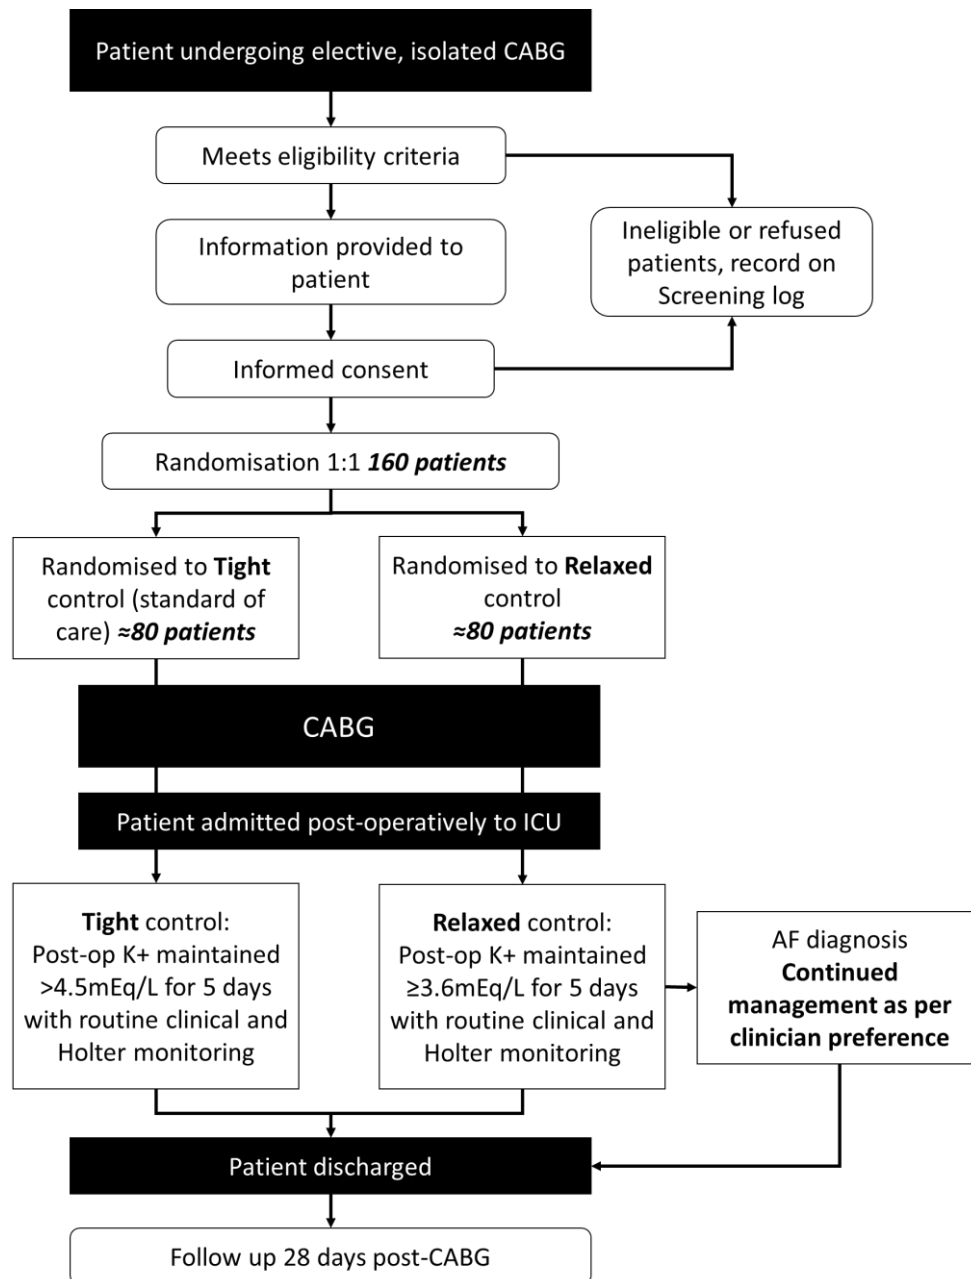 Patient undergoing elective, isolated CABG
Meets eligibility criteria
Ineligible or refused
patients, record on
Screening log
Information provided to
patient
Informed consent
Randomisation 1:1 160 patients
Randomised to Tight
control (standard of
care) ≈80 patients
Randomised to Relaxed
control
≈80 patients
CABG
Patient admitted post-operatively to ICU
Tight control:
Post-op K+ maintained
>4.5mEq/L for 5 days
with routine clinical and
Holter monitoring
Relaxed control:
Post-op K+ maintained
≥3.6mEq/L for 5 days
with routine clinical and
Holter monitoring
AF diagnosis
Continued
management as per
clinician preference
Patient discharged
Follow up 28 days post-CABG